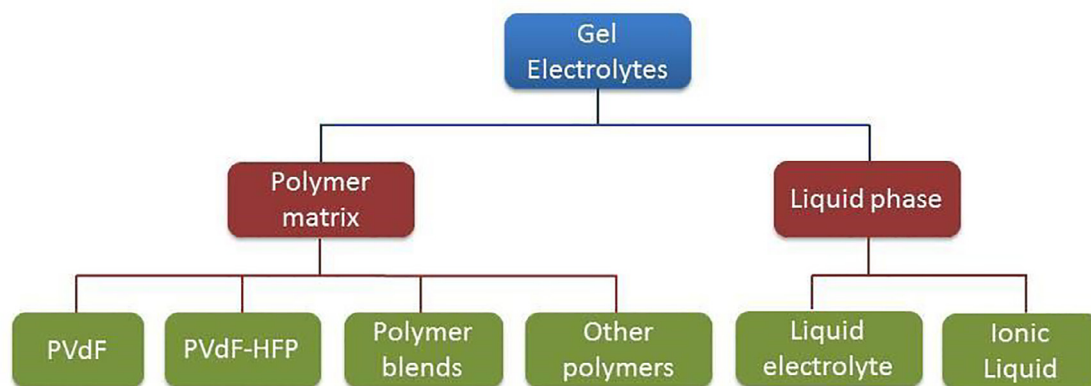 Gel
Electrolytes
Polymer
matrix
Liquid phase
PVdF
PVdF-HFP
Polymer
blends
Other
polymers
Liquid
electrolyte
Ionic
Liquid